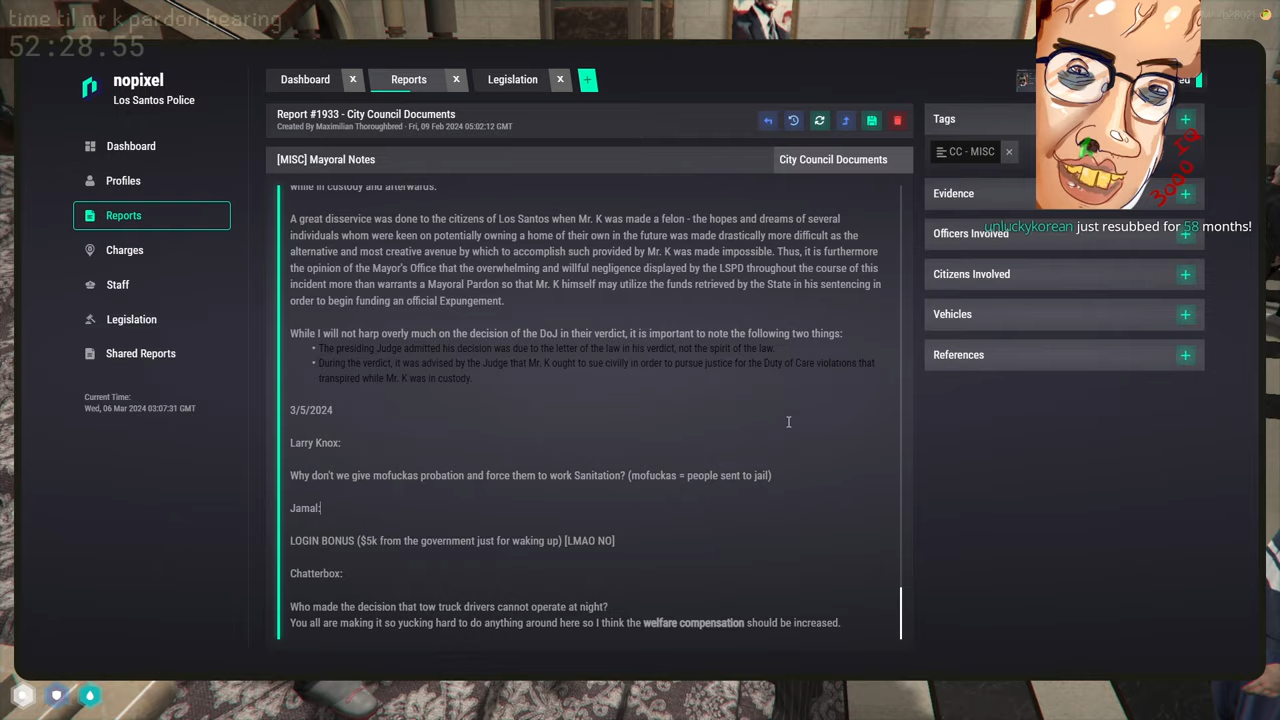 time til mr k pardon hearing
52:28.55
nopixel
Los Santos Police
Dashboard
Profiles
Reports
Charges
Staff
Legislation
Shared Reports
Current Time:
Wed, 06 Mar 2024 03:07:31 GMT
Dashboard x Reports x Legislation x +
Report #1933 - City Council Documents
Created By Maximilian Thoroughbred · Fri, 09 Feb 2024 05:02:12 GMT
[MISC] Mayoral Notes
City Council Documents
while in custody and afterwards.
A great disservice was done to the citizens of Los Santos when Mr. K was made a felon - the hopes and dreams of several
individuals whom were keen on potentially owning a home of their own in the future was made drastically more difficult as the
alternative and most creative avenue by which to accomplish such provided by Mr. K was made impossible. Thus, it is furthermore
the opinion of the Mayor's Office that the overwhelming and willful negligence displayed by the LSPD throughout the course of this
incident more than warrants a Mayoral Pardon so that Mr. K himself may utilize the funds retrieved by the State in his sentencing in
order to begin funding an official Expungement.
While I will not harp overly much on the decision of the DoJ in their verdict, it is important to note the following two things:
• The presiding Judge admitted his decision was due to the letter of the law in his verdict, not the spirit of the law.
• During the verdict, it was advised by the Judge that Mr. K ought to sue civilly in order to pursue justice for the Duty of Care violations that
transpired while Mr. K was in custody.
3/5/2024
Larry Knox:
Why don't we give mofuckas probation and force them to work Sanitation? (mofuckas = people sent to jail)
Jamal:
LOGIN BONUS ($5k from the government just for waking up) [LMAO NO]
Chatterbox:
Who made the decision that tow truck drivers cannot operate at night?
You all are making it so yucking hard to do anything around here so I think the welfare compensation should be increased.
Tags
CC - MISC x
Evidence
Officers Involved
Citizens Involved
Vehicles
References
3000 IQ
unluckykorean just resubbed for 58 months!